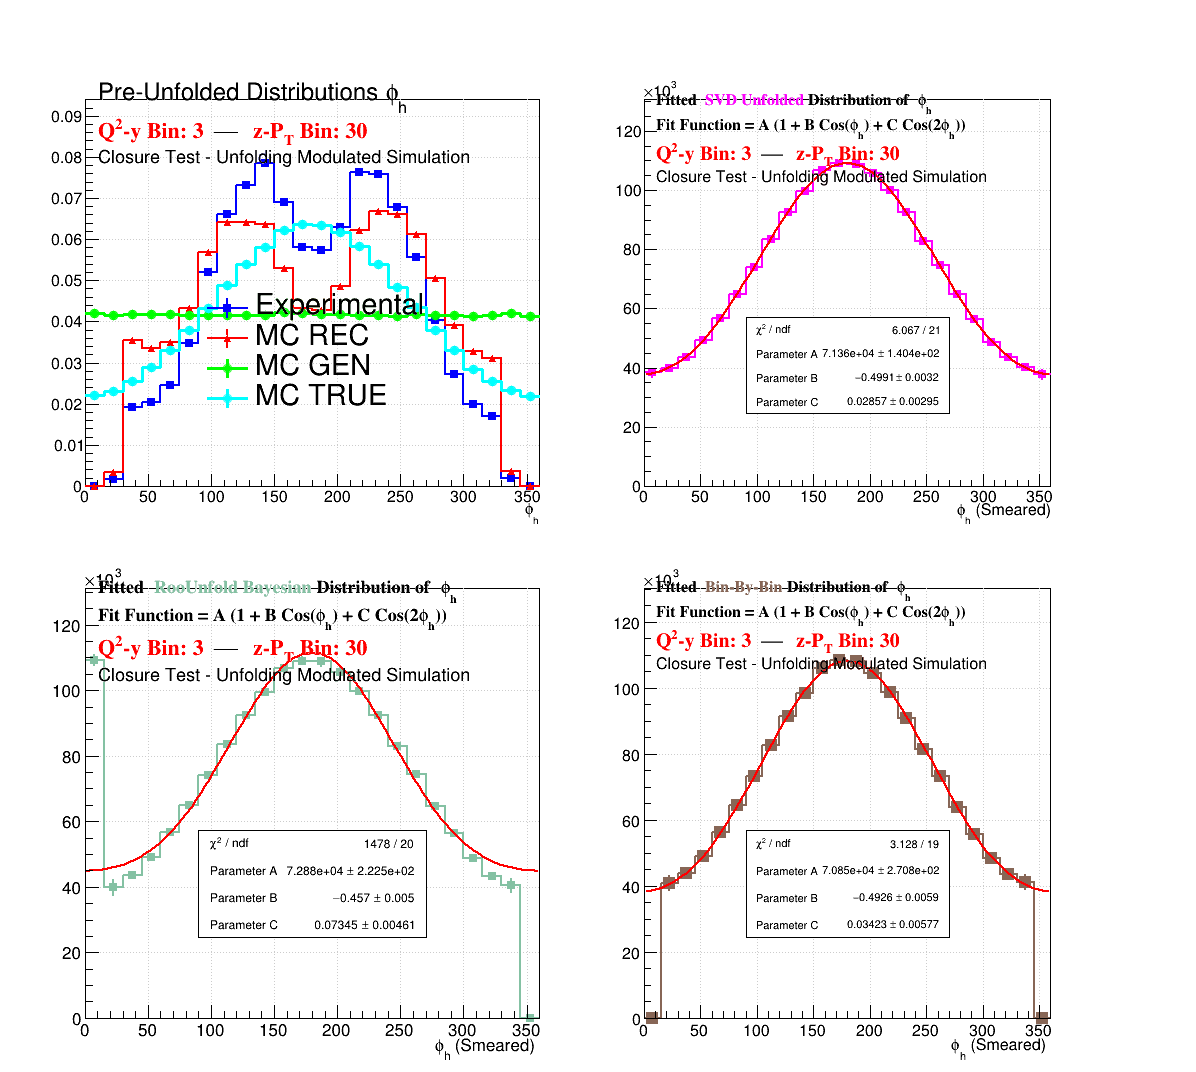 Pre-Unfolded Distributions ϕh
Q2-y Bin: 3 — z-PT Bin: 30
Closure Test - Unfolding Modulated Simulation
0.09
0.08
0.07
0.06
0.05
0.04
0.03
0.02
0.01
0
Experimental
MC REC
MC GEN
MC TRUE
0 50 100 150 200 250 300 350
ϕh
×10³
Fitted SVD Unfolded Distribution of ϕh
Fit Function = A (1 + B Cos(ϕh) + C Cos(2ϕh))
Q2-y Bin: 3 — z-PT Bin: 30
Closure Test - Unfolding Modulated Simulation
120
100
80
60
40
20
0
χ² / ndf 6.067 / 21
Parameter A 7.136e+04 ± 1.404e+02
Parameter B −0.4991 ± 0.0032
Parameter C 0.02857 ± 0.00295
0 50 100 150 200 250 300 350
ϕh (Smeared)
×10³
Fitted RooUnfold Bayesian Distribution of ϕh
Fit Function = A (1 + B Cos(ϕh) + C Cos(2ϕh))
Q2-y Bin: 3 — z-PT Bin: 30
Closure Test - Unfolding Modulated Simulation
120
100
80
60
40
20
0
χ² / ndf 1478 / 20
Parameter A 7.288e+04 ± 2.225e+02
Parameter B −0.457 ± 0.005
Parameter C 0.07345 ± 0.00461
0 50 100 150 200 250 300 350
ϕh (Smeared)
×10³
Fitted Bin-By-Bin Distribution of ϕh
Fit Function = A (1 + B Cos(ϕh) + C Cos(2ϕh))
Q2-y Bin: 3 — z-PT Bin: 30
Closure Test - Unfolding Modulated Simulation
120
100
80
60
40
20
0
χ² / ndf 3.128 / 19
Parameter A 7.085e+04 ± 2.708e+02
Parameter B −0.4926 ± 0.0059
Parameter C 0.03423 ± 0.00577
0 50 100 150 200 250 300 350
ϕh (Smeared)